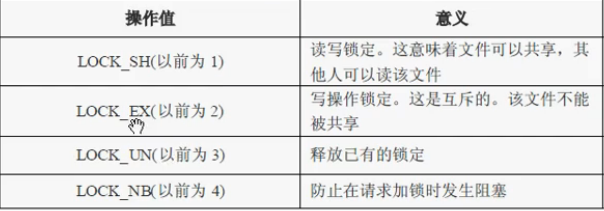 操作值 意义
LOCK_SH(以前为 1) 读写锁定。这意味着文件可以共享，其
他人可以读该文件
LOCK_EX(以前为 2) 写操作锁定。这是互斥的。该文件不能
被共享
LOCK_UN(以前为 3) 释放已有的锁定
LOCK_NB(以前为 4) 防止在请求加锁时发生阻塞